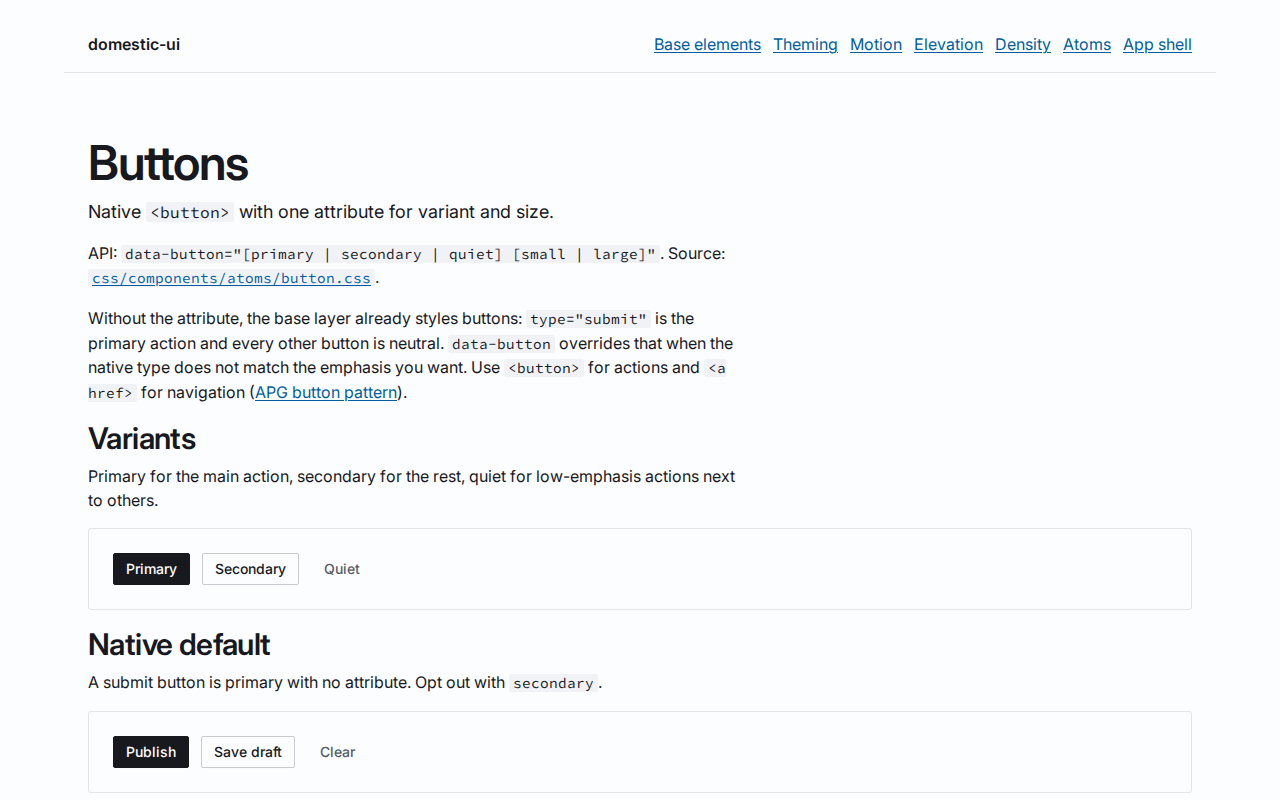 domestic-ui
Base elements Theming Motion Elevation Density Atoms App shell
Buttons
Native <button> with one attribute for variant and size.
API: data-button="[primary | secondary | quiet] [small | large]". Source:
css/components/atoms/button.css.
Without the attribute, the base layer already styles buttons: type="submit" is the
primary action and every other button is neutral. data-button overrides that when the
native type does not match the emphasis you want. Use <button> for actions and <a
href> for navigation (APG button pattern).
Variants
Primary for the main action, secondary for the rest, quiet for low-emphasis actions next
to others.
Primary Secondary Quiet
Native default
A submit button is primary with no attribute. Opt out with secondary.
Publish Save draft Clear